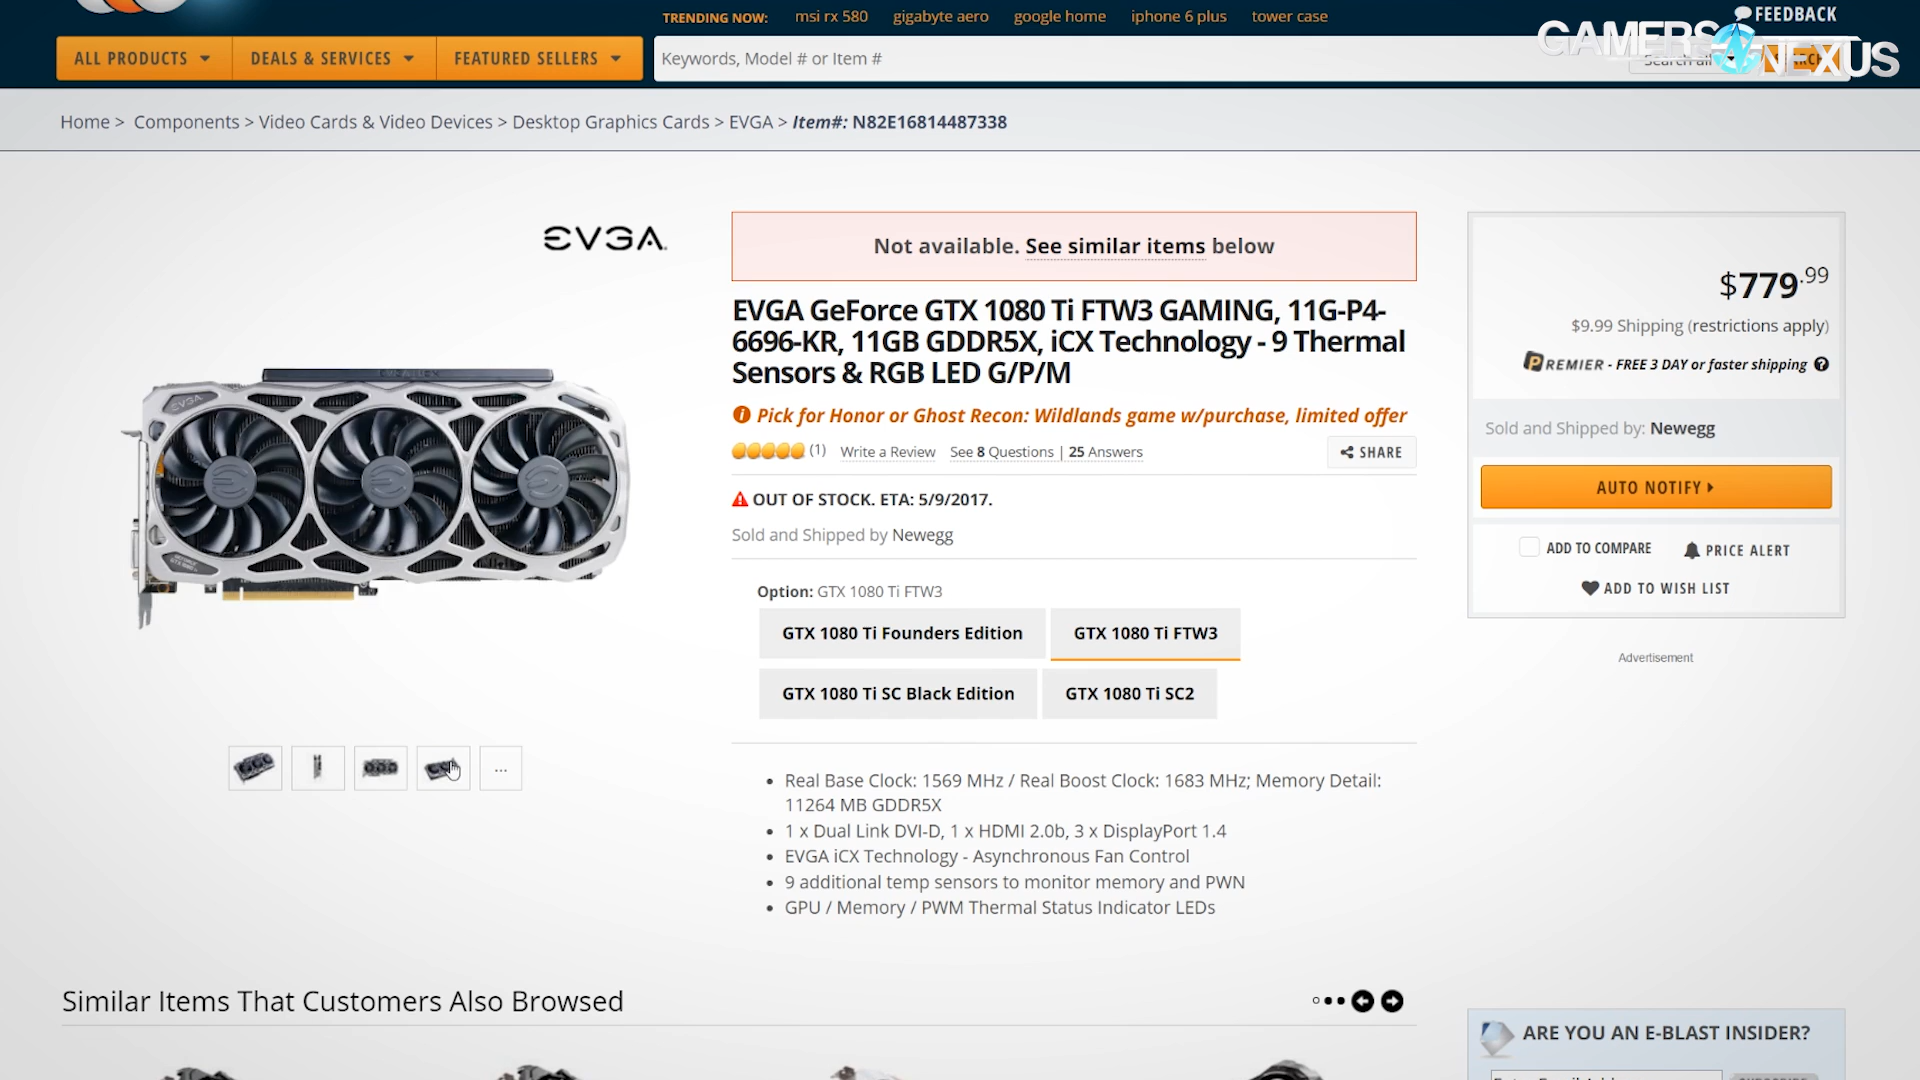 TRENDING NOW: msi rx 580 gigabyte aero google home iphone 6 plus tower case
FEEDBACK
GAMERS NEXUS
ALL PRODUCTS DEALS & SERVICES FEATURED SELLERS Keywords, Model # or Item #
Home > Components > Video Cards & Video Devices > Desktop Graphics Cards > EVGA > Item#: N82E16814487338
EVGA
Not available. See similar items below
EVGA GeForce GTX 1080 Ti FTW3 GAMING, 11G-P4-
6696-KR, 11GB GDDR5X, iCX Technology - 9 Thermal
Sensors & RGB LED G/P/M
Pick for Honor or Ghost Recon: Wildlands game w/purchase, limited offer
(1) Write a Review See 8 Questions | 25 Answers SHARE
OUT OF STOCK. ETA: 5/9/2017.
Sold and Shipped by Newegg
Option: GTX 1080 Ti FTW3
GTX 1080 Ti Founders Edition GTX 1080 Ti FTW3
GTX 1080 Ti SC Black Edition GTX 1080 Ti SC2
• Real Base Clock: 1569 MHz / Real Boost Clock: 1683 MHz; Memory Detail:
11264 MB GDDR5X
• 1 x Dual Link DVI-D, 1 x HDMI 2.0b, 3 x DisplayPort 1.4
• EVGA iCX Technology - Asynchronous Fan Control
• 9 additional temp sensors to monitor memory and PWN
• GPU / Memory / PWM Thermal Status Indicator LEDs
$779.99
$9.99 Shipping (restrictions apply)
PREMIER - FREE 3 DAY or faster shipping ?
Sold and Shipped by: Newegg
AUTO NOTIFY
ADD TO COMPARE PRICE ALERT
ADD TO WISH LIST
Advertisement
...
Similar Items That Customers Also Browsed
ARE YOU AN E-BLAST INSIDER?